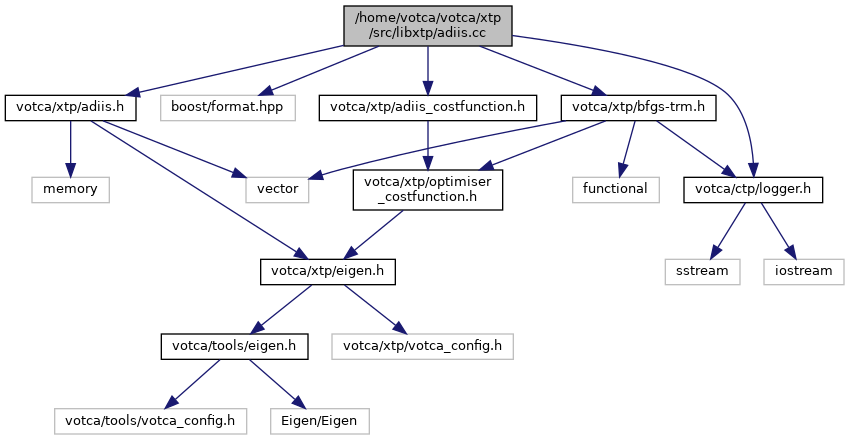 /home/votca/votca/xtp
/src/libxtp/adiis.cc
votca/xtp/adiis.h
boost/format.hpp
votca/xtp/adiis_costfunction.h
votca/xtp/bfgs-trm.h
memory
vector
votca/xtp/optimiser
_costfunction.h
functional
votca/ctp/logger.h
votca/xtp/eigen.h
sstream
iostream
votca/tools/eigen.h
votca/xtp/votca_config.h
votca/tools/votca_config.h
Eigen/Eigen